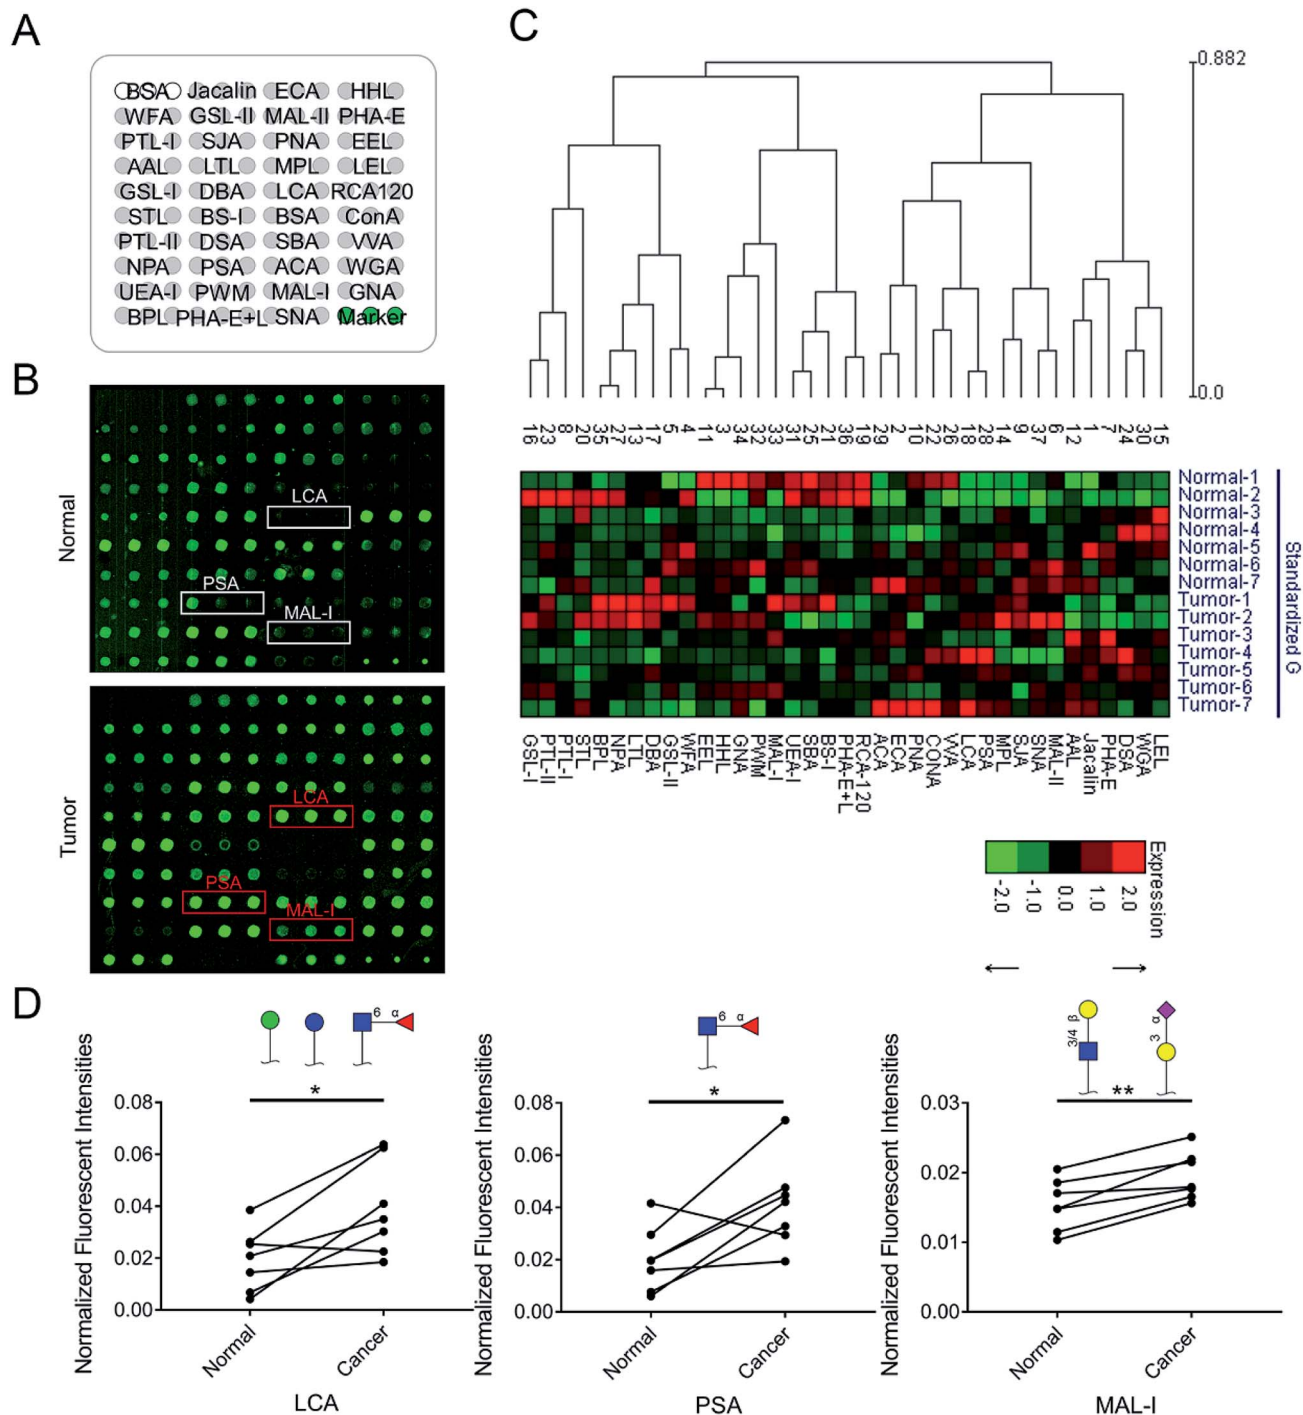 A
BSA Jacalin ECA HHL
WFA GSL-II MAL-II PHA-E
PTL-I SJA PNA EEL
AAL LTL MPL LEL
GSL-I DBA LCA RCA120
STL BS-I BSA ConA
PTL-II DSA SBA VVA
NPA PSA ACA WGA
UEA-I PWM MAL-I GNA
BPL PHA-E+L SNA Marker
B
Normal
LCA
PSA
MAL-I
Tumor
LCA
PSA
MAL-I
C
0.882
0.0
16 23 8 20 35 27 13 17 5 4 11 3 34 32 33 31 25 21 36 19 29 2 10 22 26 18 28 14 9 37 6 12 1 7 24 30 15
Normal-1
Normal-2
Normal-3
Normal-4
Normal-5
Normal-6
Normal-7
Tumor-1
Tumor-2
Tumor-3
Tumor-4
Tumor-5
Tumor-6
Tumor-7
Standardized G
GSL-I PTL-II PTL-I STL BPL NPA LTL DBA GSL-II WFA EEL HHL GNA PWM MAL-I UEA-I SBA BS-I PHA-E+L RCA-120 ACA ECA PNA CONA VVA LCA PSA MPL SJA SNA MAL-II AAL Jacalin PHA-E DSA WGA LEL
Expression
-2.0 -1.0 0.0 1.0 2.0
D
Normalized Fluorescent Intensities
6 α
*
0.08
0.06
0.04
0.02
0.00
Normal Cancer
LCA
Normalized Fluorescent Intensities
6 α
*
0.08
0.06
0.04
0.02
0.00
Normal Cancer
PSA
Normalized Fluorescent Intensities
3/4 β
3 α
**
0.03
0.02
0.01
0.00
Normal Cancer
MAL-I